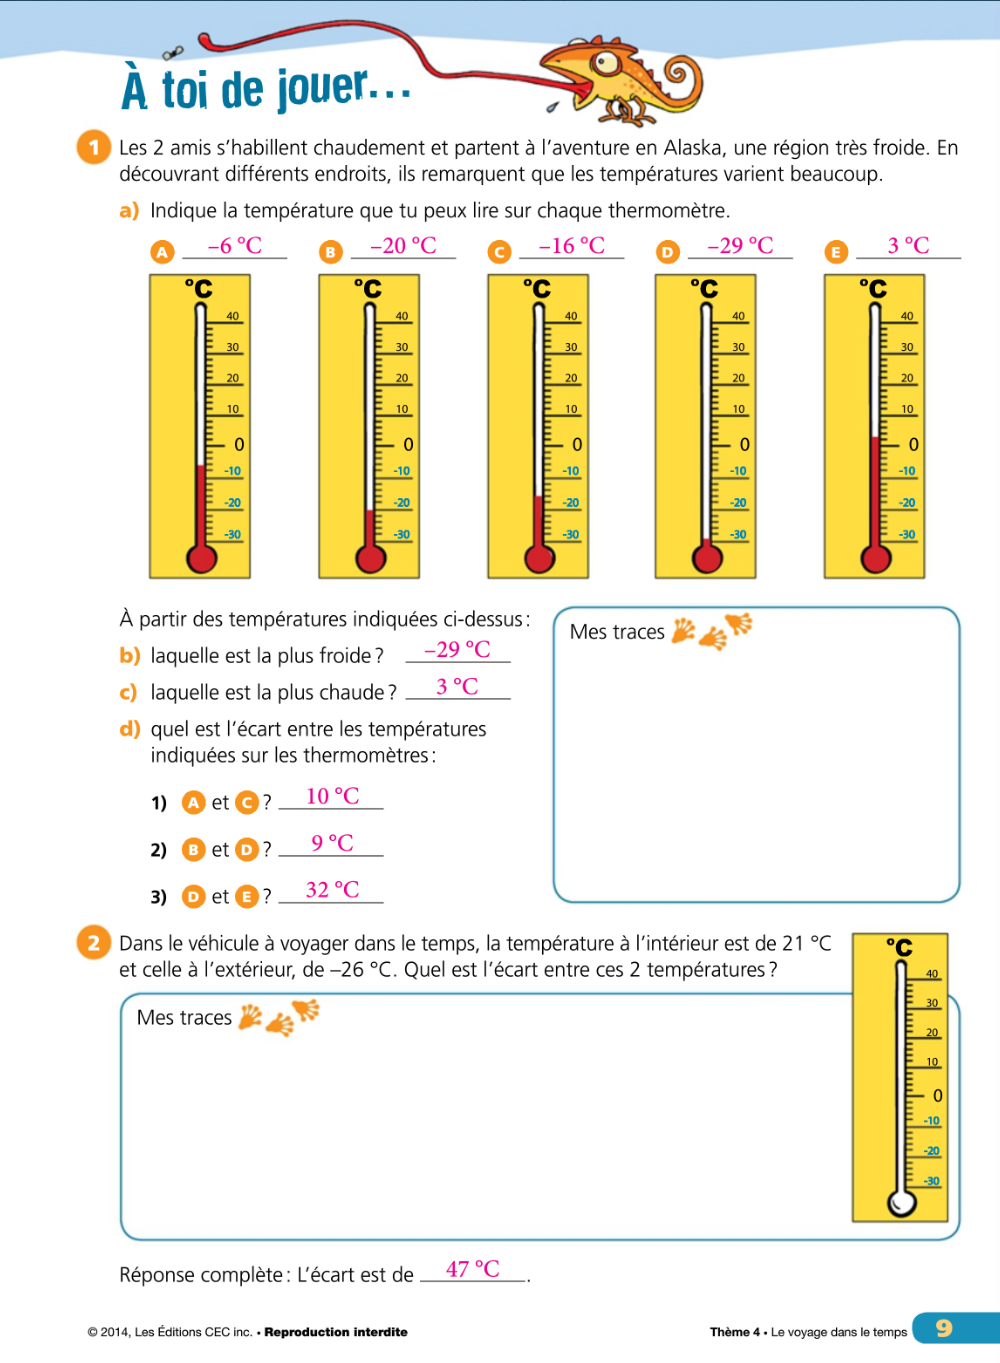 À toi de jouer...
1 Les 2 amis s'habillent chaudement et partent à l'aventure en Alaska, une région très froide. En
découvrant différents endroits, ils remarquent que les températures varient beaucoup.
a) Indique la température que tu peux lire sur chaque thermomètre.
A –6 °C B –20 °C C –16 °C D –29 °C E 3 °C
°C °C °C °C °C
40 40 40 40 40
30 30 30 30 30
20 20 20 20 20
10 10 10 10 10
0 0 0 0 0
-10 -10 -10 -10 -10
-20 -20 -20 -20 -20
-30 -30 -30 -30 -30
À partir des températures indiquées ci-dessus :
b) laquelle est la plus froide ? –29 °C
c) laquelle est la plus chaude ? 3 °C
d) quel est l'écart entre les températures
indiquées sur les thermomètres :
1) A et C ? 10 °C
2) B et D ? 9 °C
3) D et E ? 32 °C
Mes traces
2 Dans le véhicule à voyager dans le temps, la température à l'intérieur est de 21 °C
et celle à l'extérieur, de –26 °C. Quel est l'écart entre ces 2 températures ?
Mes traces
°C
40
30
20
10
0
-10
-20
-30
Réponse complète : L'écart est de 47 °C.
© 2014, Les Éditions CEC inc. • Reproduction interdite
Thème 4 • Le voyage dans le temps 9